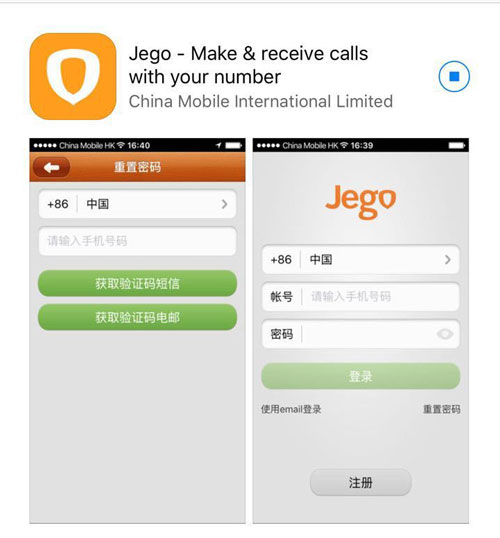 Jego - Make & receive calls
with your number
China Mobile International Limited
China Mobile HK 16:40
重置密码
+86 中国
请输入手机号码
获取验证码短信
获取验证码电邮
China Mobile HK 16:39
Jego
+86 中国
帐号 请输入手机号码
密码
登录
使用email登录 重置密码
注册